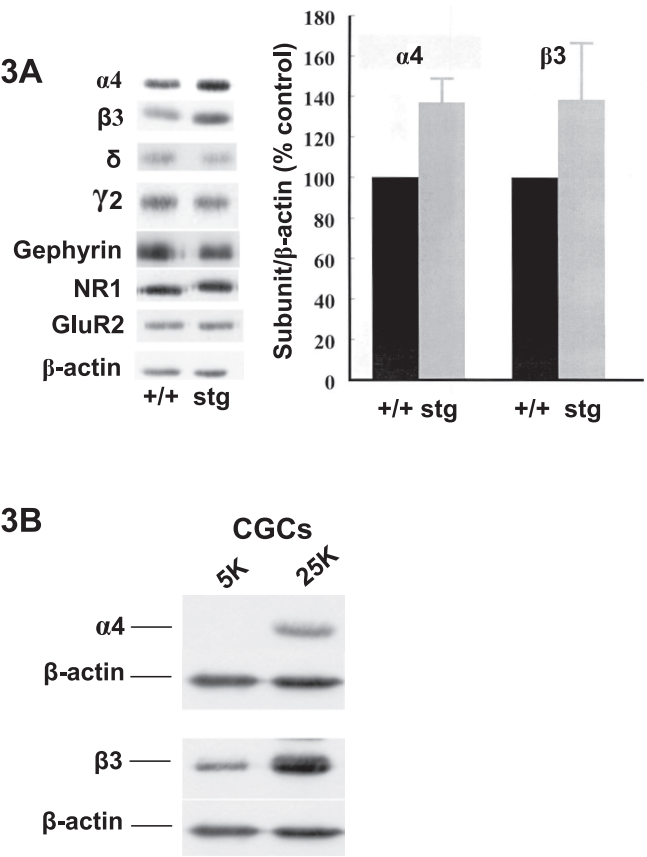 3A
α4
β3
δ
γ2
Gephyrin
NR1
GluR2
β-actin
+/+ stg
Subunit/β-actin (% control)
180
160
140
120
100
80
60
40
20
0
α4
β3
+/+ stg
+/+ stg
3B
CGCs
5K
25K
α4
β-actin
β3
β-actin